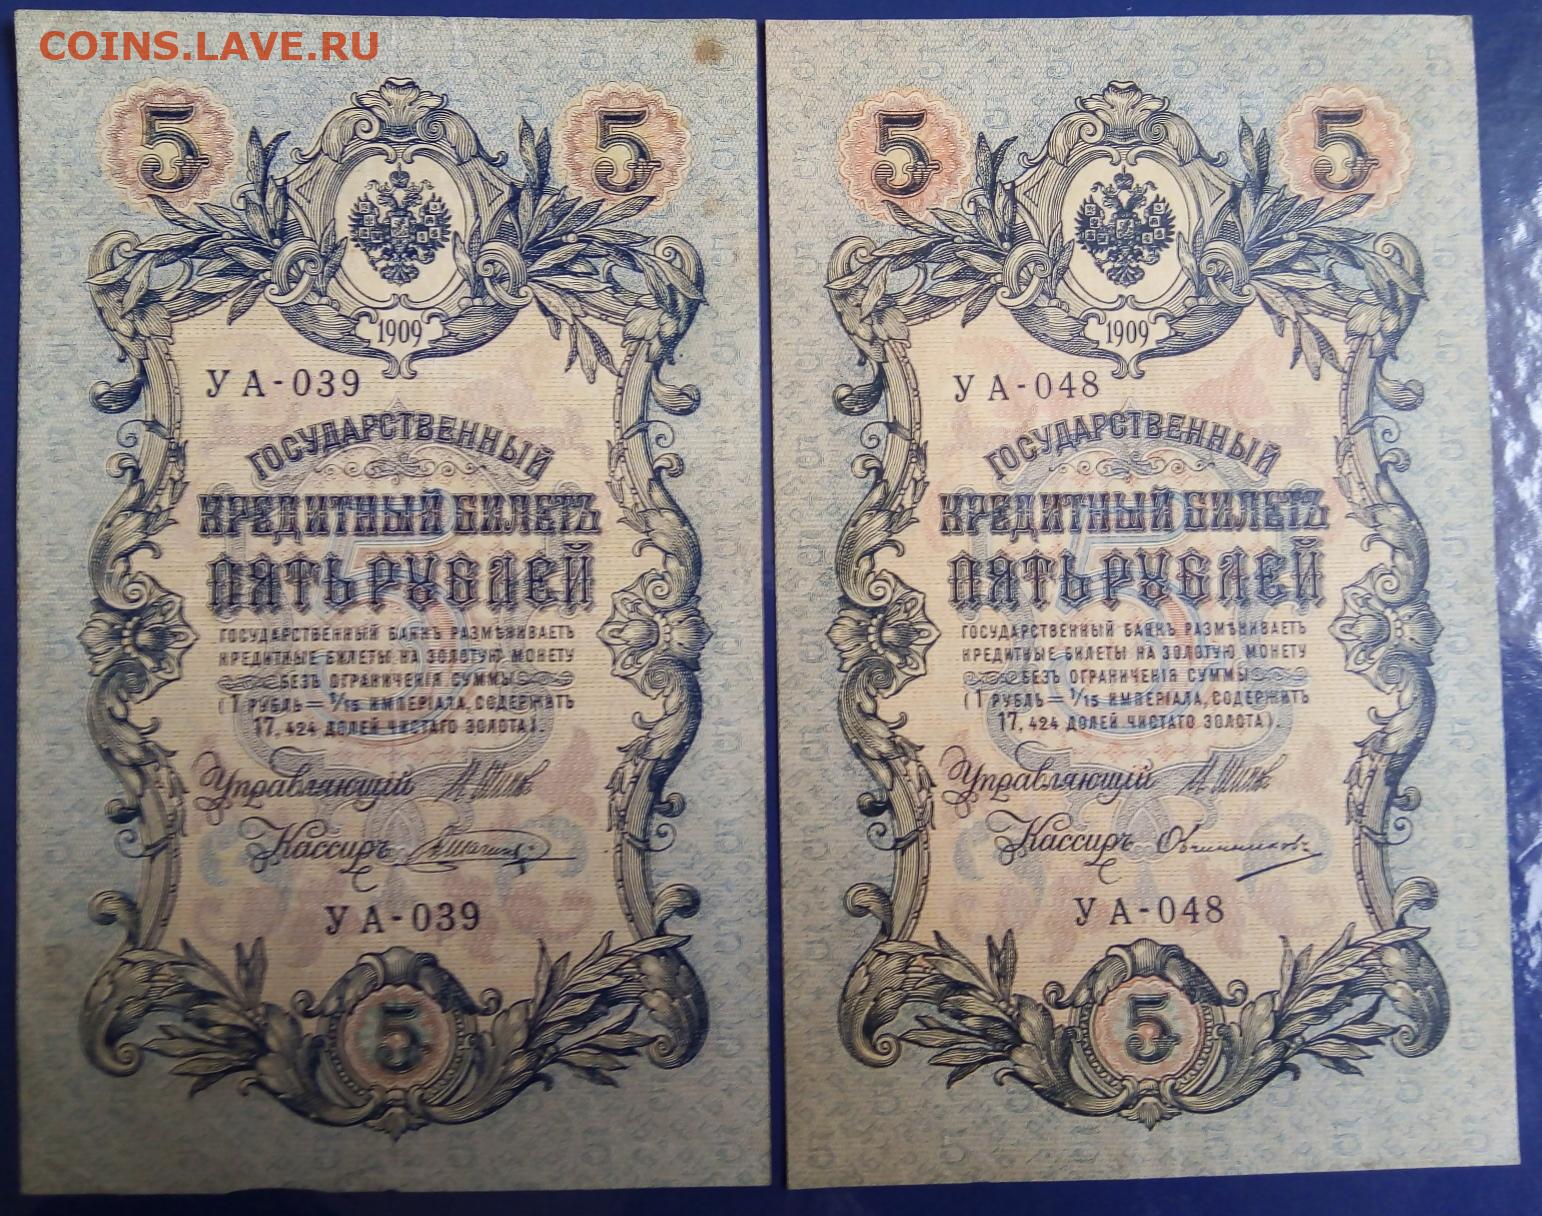 COINS.LAVE.RU
5 5
1909
УА-039
ГОСУДАРСТВЕННЫЙ
КРЕДИТНЫЙ БИЛЕТЪ
ПЯТЬ РУБЛЕЙ
ГОСУДАРСТВЕННЫЙ БАНКЪ РАЗМѢНИВАЕТЪ
КРЕДИТНЫЕ БИЛЕТЫ НА ЗОЛОТУЮ МОНЕТУ
БЕЗЪ ОГРАНИЧЕНІЯ СУММЫ
(1 РУБЛЬ = 1/15 ИМПЕРІАЛА, СОДЕРЖИТЪ
17,424 ДОЛЕЙ ЧИСТАГО ЗОЛОТА).
Управляющій
Кассиръ
УА-039
5
5 5
1909
УА-048
ГОСУДАРСТВЕННЫЙ
КРЕДИТНЫЙ БИЛЕТЪ
ПЯТЬ РУБЛЕЙ
ГОСУДАРСТВЕННЫЙ БАНКЪ РАЗМѢНИВАЕТЪ
КРЕДИТНЫЕ БИЛЕТЫ НА ЗОЛОТУЮ МОНЕТУ
БЕЗЪ ОГРАНИЧЕНІЯ СУММЫ
(1 РУБЛЬ = 1/15 ИМПЕРІАЛА, СОДЕРЖИТЪ
17,424 ДОЛЕЙ ЧИСТАГО ЗОЛОТА).
Управляющій
Кассиръ Овчинниковъ
УА-048
5